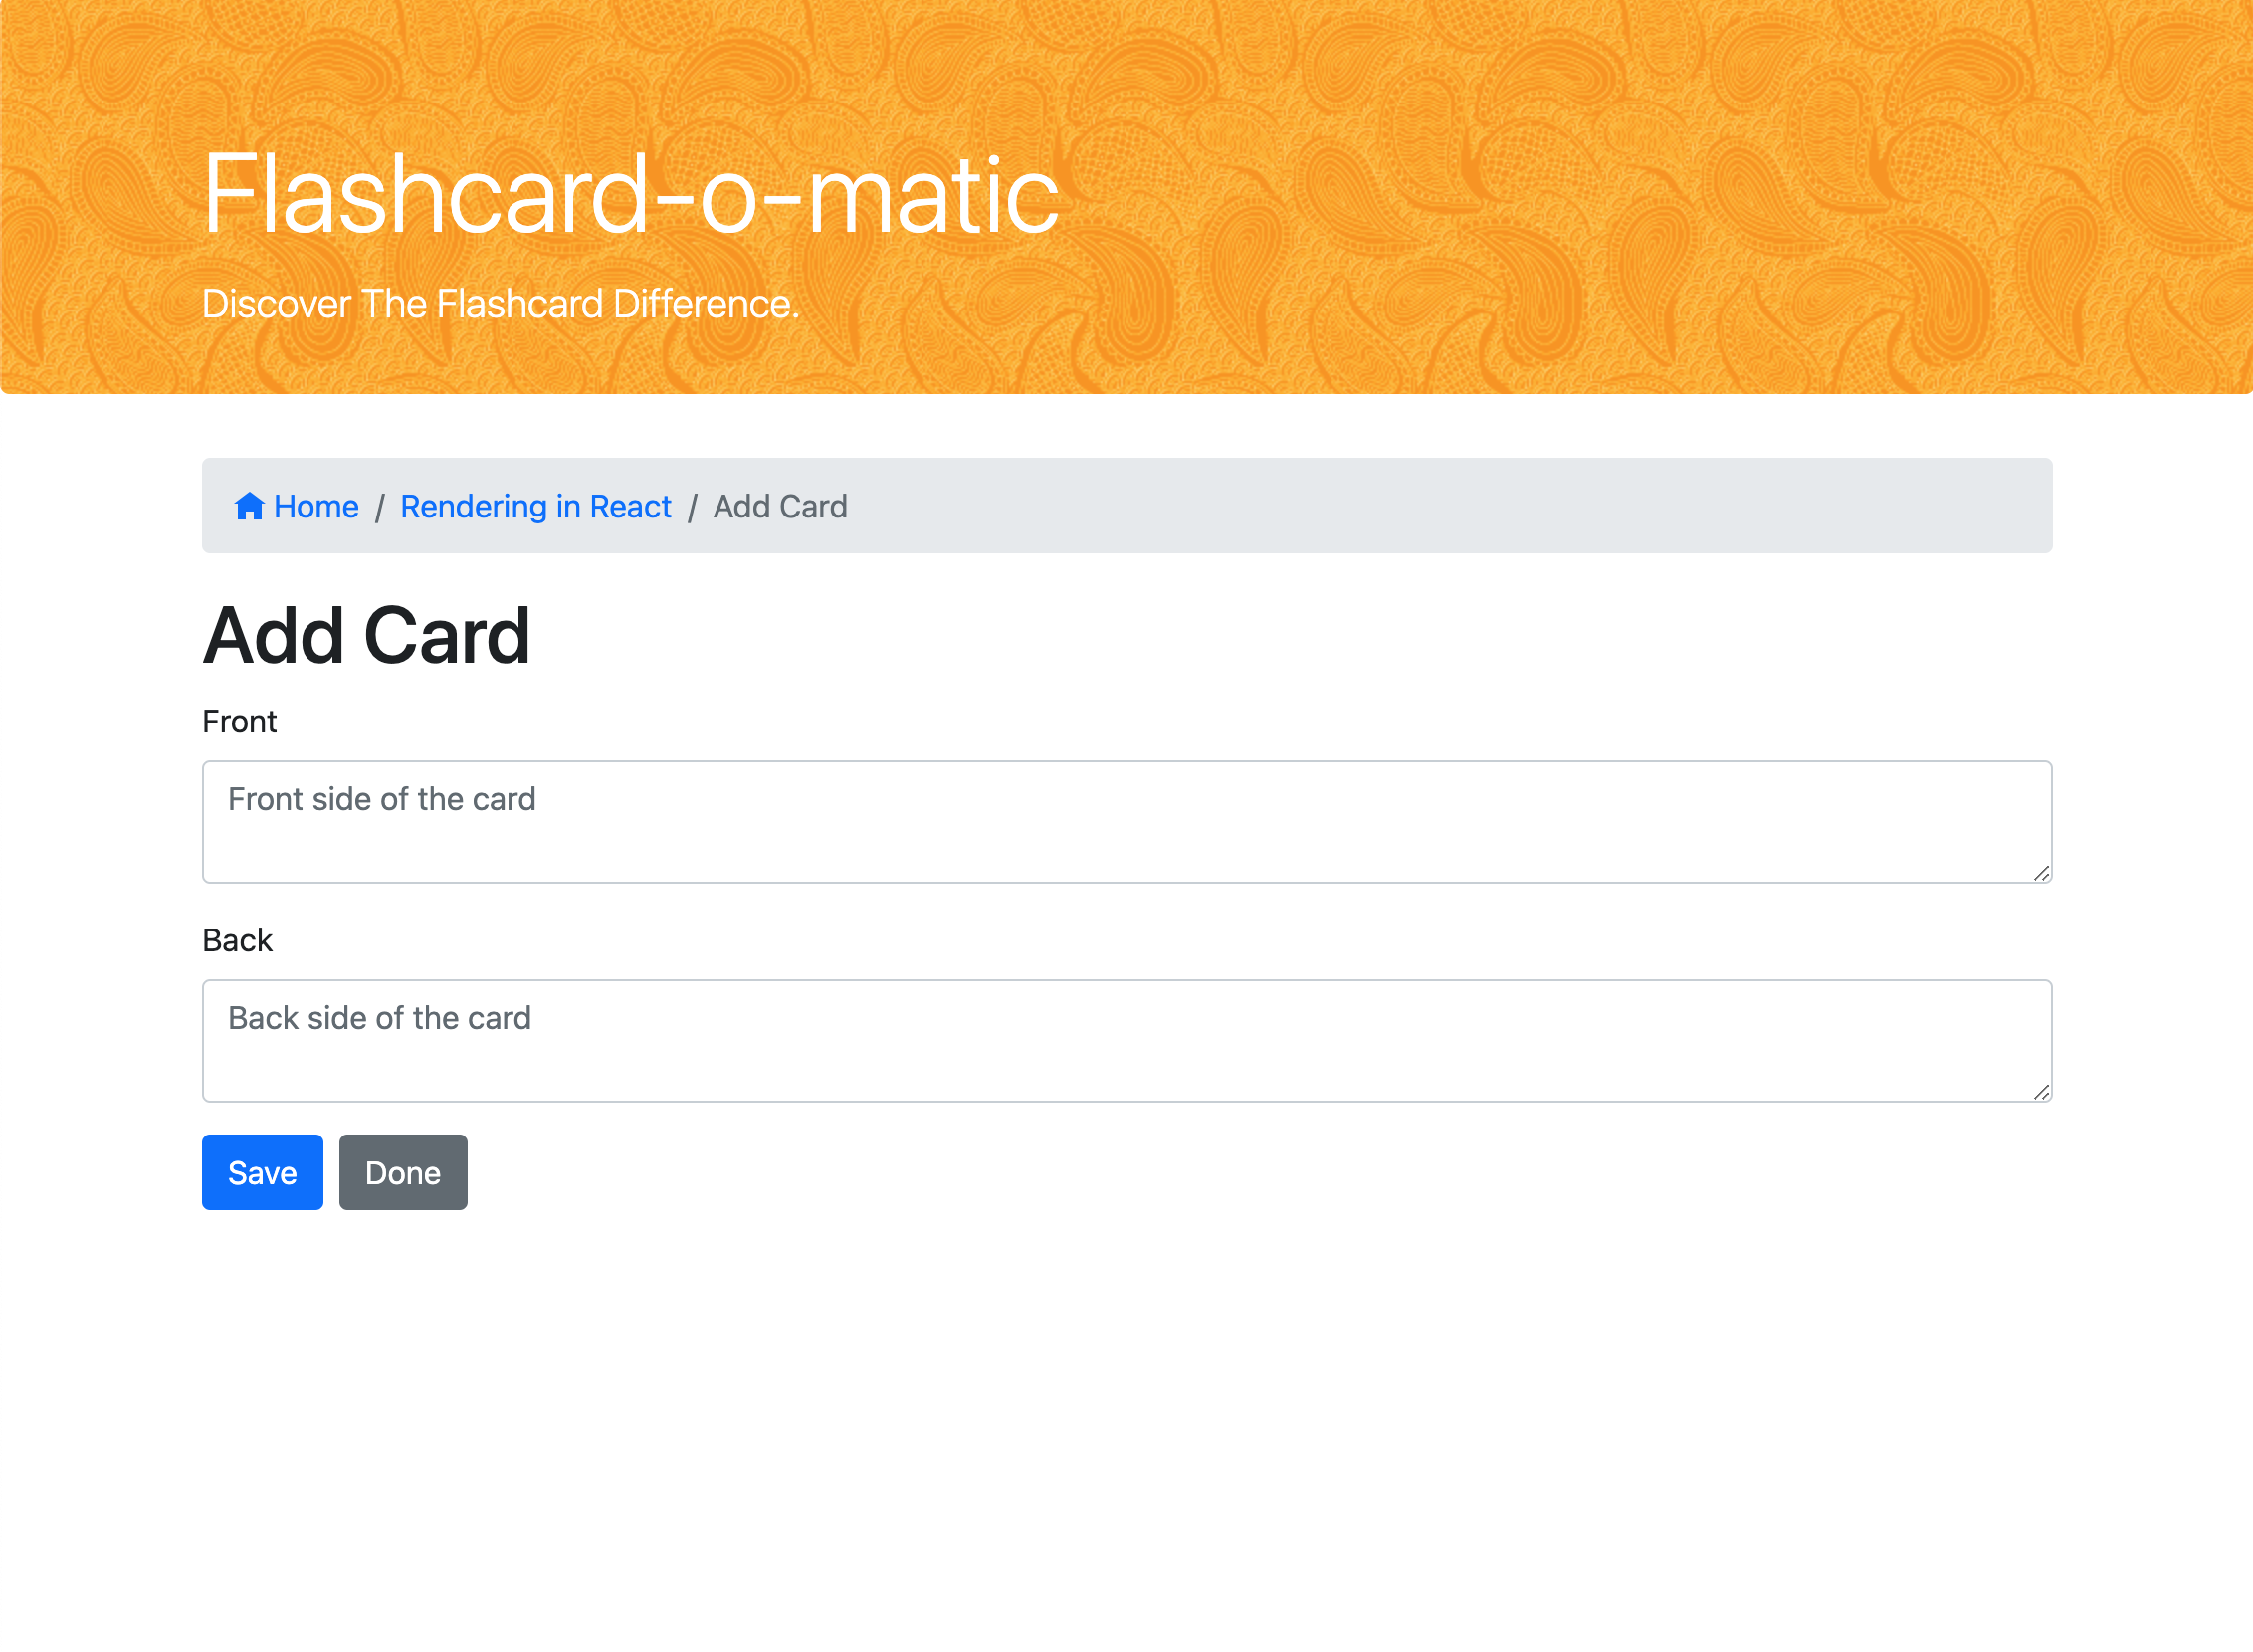 Flashcard-o-matic
Discover The Flashcard Difference.
Home / Rendering in React / Add Card
Add Card
Front
Front side of the card
Back
Back side of the card
Save Done